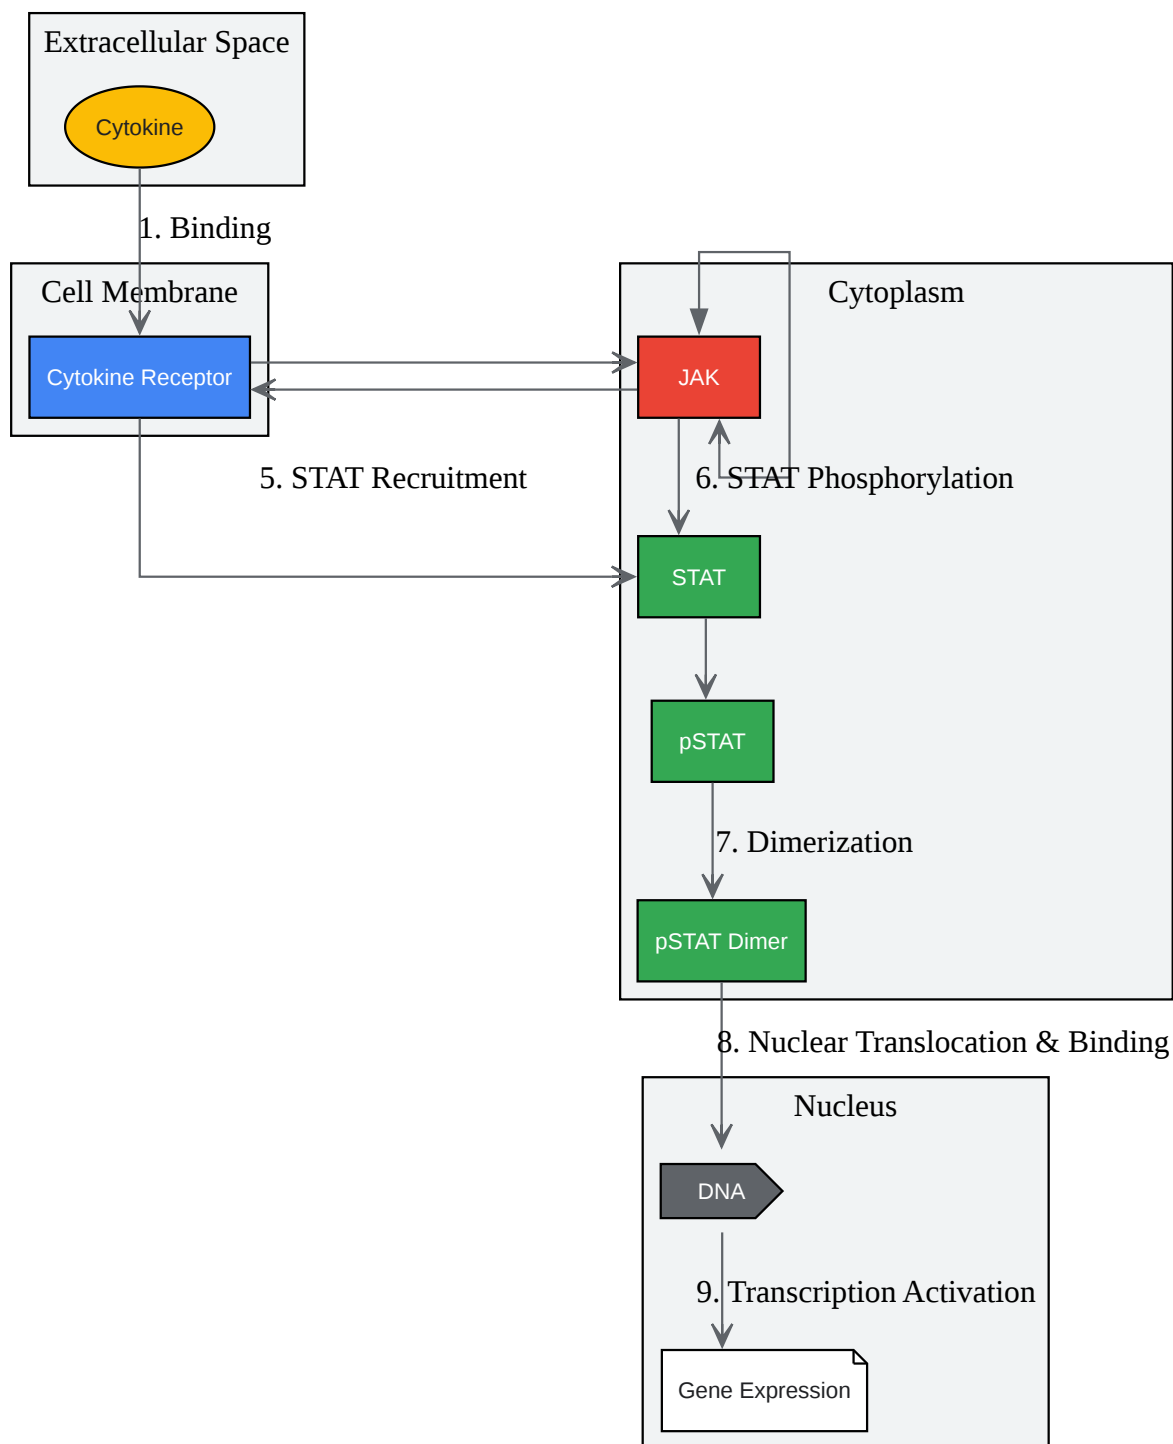 Extracellular Space
Cytokine
1. Binding
Cell Membrane
Cytokine Receptor
Cytoplasm
JAK
5. STAT Recruitment
6. STAT Phosphorylation
STAT
pSTAT
7. Dimerization
pSTAT Dimer
8. Nuclear Translocation & Binding
Nucleus
DNA
9. Transcription Activation
Gene Expression